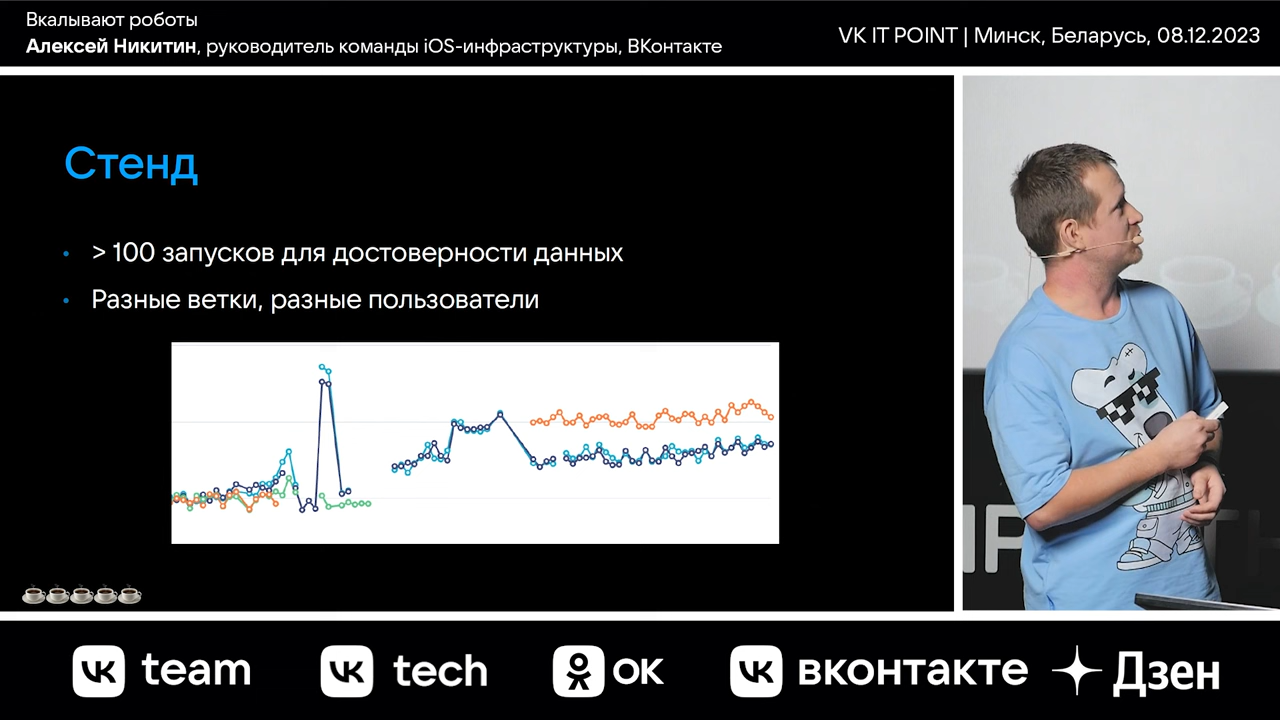 Вкалывают роботы
Алексей Никитин, руководитель команды iOS-инфраструктуры, ВКонтакте
VK IT POINT | Минск, Беларусь, 08.12.2023
Стенд
> 100 запусков для достоверности данных
Разные ветки, разные пользователи
team
tech
ок
вконтакте
Дзен